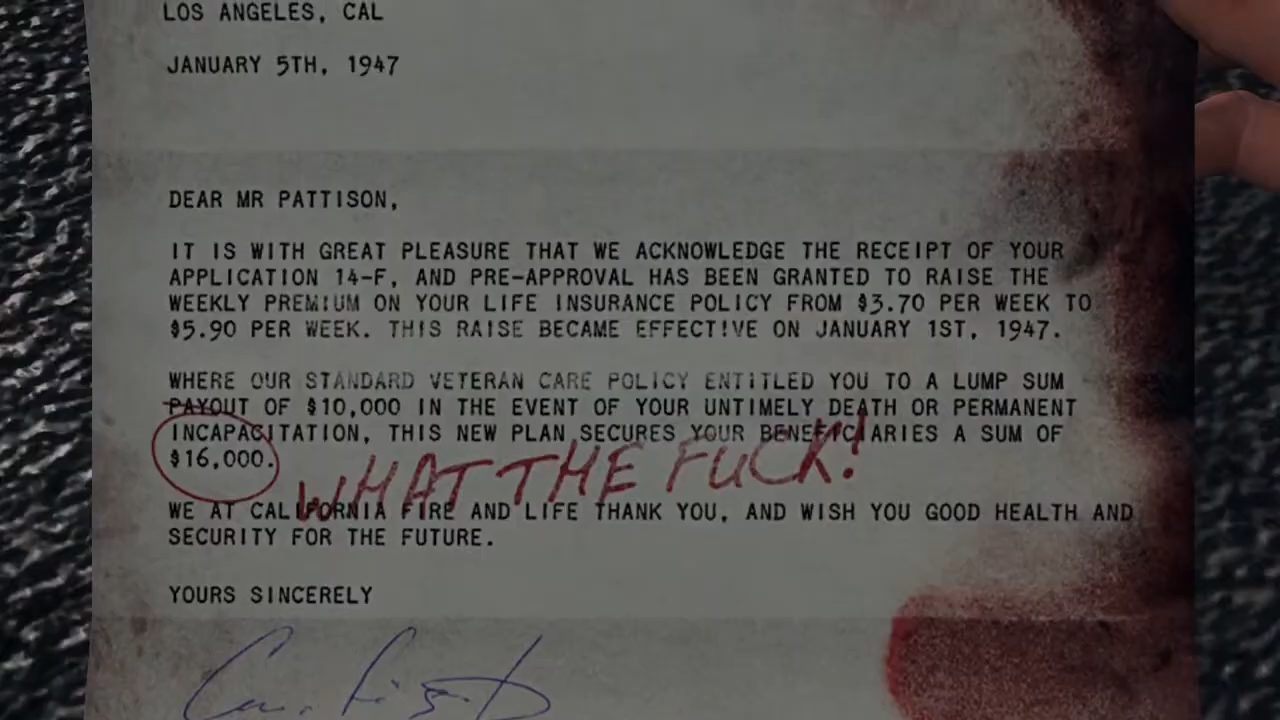 LOS ANGELES, CAL
JANUARY 5TH, 1947
DEAR MR PATTISON,
IT IS WITH GREAT PLEASURE THAT WE ACKNOWLEDGE THE RECEIPT OF YOUR
APPLICATION 14-F, AND PRE-APPROVAL HAS BEEN GRANTED TO RAISE THE
WEEKLY PREMIUM ON YOUR LIFE INSURANCE POLICY FROM $3.70 PER WEEK TO
$5.90 PER WEEK. THIS RAISE BECAME EFFECTIVE ON JANUARY 1ST, 1947.
WHERE OUR STANDARD VETERAN CARE POLICY ENTITLED YOU TO A LUMP SUM
PAYOUT OF $10,000 IN THE EVENT OF YOUR UNTIMELY DEATH OR PERMANENT
INCAPACITATION, THIS NEW PLAN SECURES YOUR BENEFICIARIES A SUM OF
$16,000.
WHAT THE FUCK!
WE AT CALIFORNIA FIRE AND LIFE THANK YOU, AND WISH YOU GOOD HEALTH AND
SECURITY FOR THE FUTURE.
YOURS SINCERELY